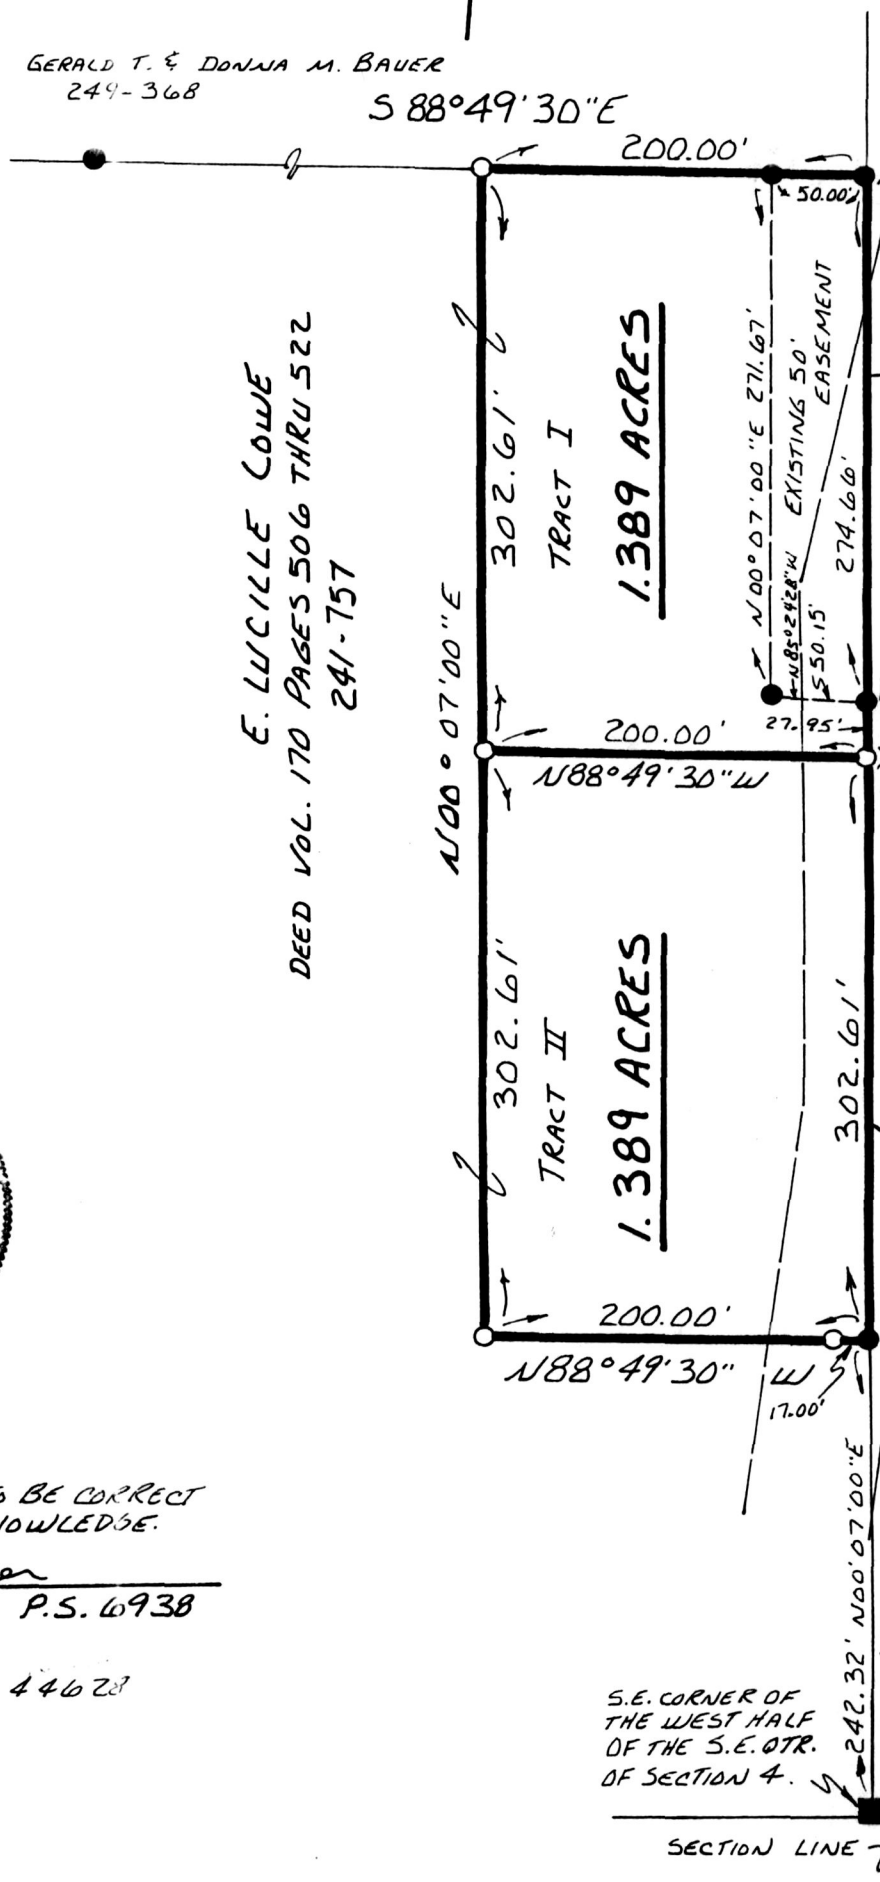 GERALD T. & DONNA M. BAUER
249-368
S 88°49'30"E
200.00'
50.00'
E. LUCILLE LOWE
DEED VOL. 170 PAGES 506 THRU 522
241-757
302.61'
TRACT I
1.389 ACRES
N00°07'00"E 271.67'
EXISTING 50'
EASEMENT
274.66'
N85°24'28"W
50.15'
27.95'
N00°07'00"E
200.00'
N88°49'30"W
302.61'
TRACT II
1.389 ACRES
302.61'
200.00'
N88°49'30" W
17.00'
242.32' N00°07'00"E
BE CORRECT
P.S. 6938
44628
S.E. CORNER OF
THE WEST HALF
OF THE S.E. QTR.
OF SECTION 4.
SECTION LINE